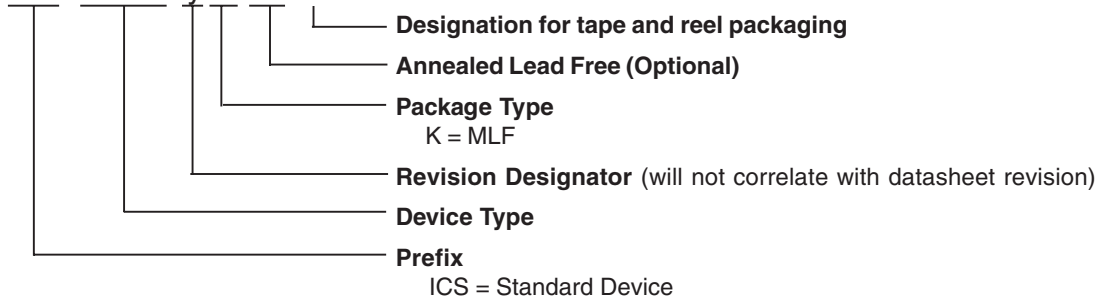 Designation for tape and reel packaging
Annealed Lead Free (Optional)
Package Type
K = MLF
Revision Designator (will not correlate with datasheet revision)
Device Type
Prefix
ICS = Standard Device